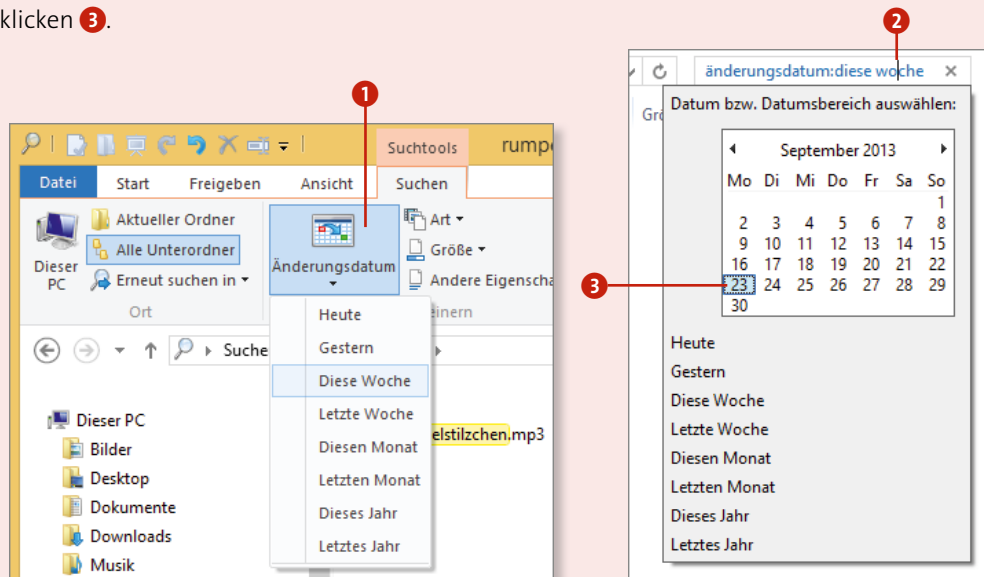 klicken 3.
1
Suchtools rumpe
Datei Start Freigeben Ansicht Suchen
Dieser PC
Aktueller Ordner
Alle Unterordner
Erneut suchen in
Ort
Änderungsdatum
Art
Größe
Andere Eigenscha
einern
Heute
Gestern
Diese Woche
Letzte Woche
Diesen Monat
Letzten Monat
Dieses Jahr
Letztes Jahr
Suche
elstilzchen.mp3
Dieser PC
Bilder
Desktop
Dokumente
Downloads
Musik
2
änderungsdatum:diese woche
Grö
Datum bzw. Datumsbereich auswählen:
September 2013
Mo Di Mi Do Fr Sa So
1
2 3 4 5 6 7 8
9 10 11 12 13 14 15
16 17 18 19 20 21 22
3
23 24 25 26 27 28 29
30
Heute
Gestern
Diese Woche
Letzte Woche
Diesen Monat
Letzten Monat
Dieses Jahr
Letztes Jahr